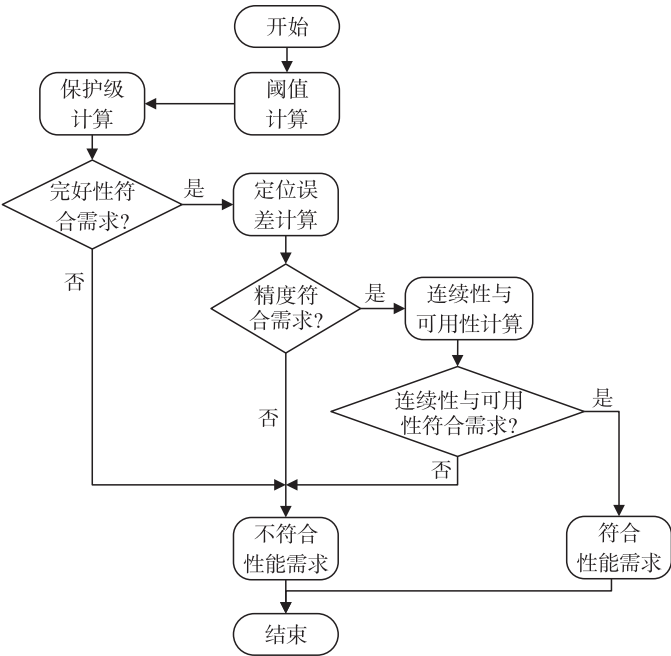 开始
阈值
计算
保护级
计算
完好性符
合需求?
是
定位误
差计算
否
精度符
合需求?
是
连续性与
可用性计算
否
连续性与可用
性符合需求?
是
否
不符合
性能需求
符合
性能需求
结束